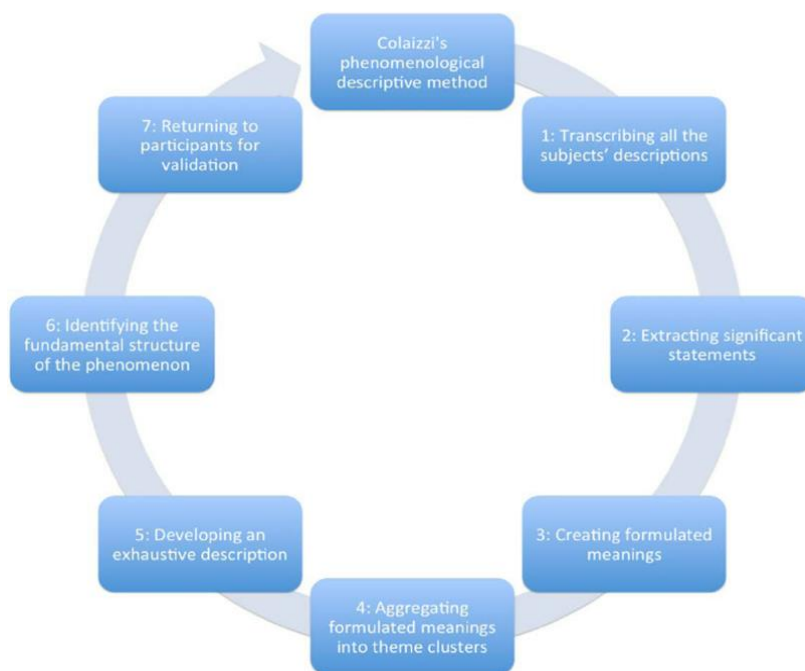 Colaizzi's
phenomenological
descriptive method
1: Transcribing all the
subjects' descriptions
2: Extracting significant
statements
3: Creating formulated
meanings
4: Aggregating
formulated meanings
into theme clusters
5: Developing an
exhaustive description
6: Identifying the
fundamental structure
of the phenomenon
7: Returning to
participants for
validation